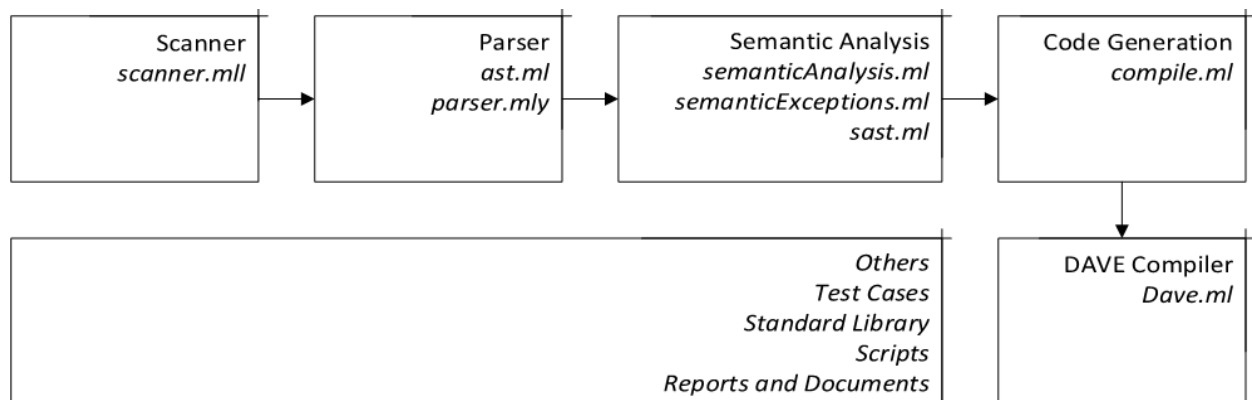 Scanner
scanner.mll
Parser
ast.ml
parser.mly
Semantic Analysis
semanticAnalysis.ml
semanticExceptions.ml
sast.ml
Code Generation
compile.ml
Others
Test Cases
Standard Library
Scripts
Reports and Documents
DAVE Compiler
Dave.ml